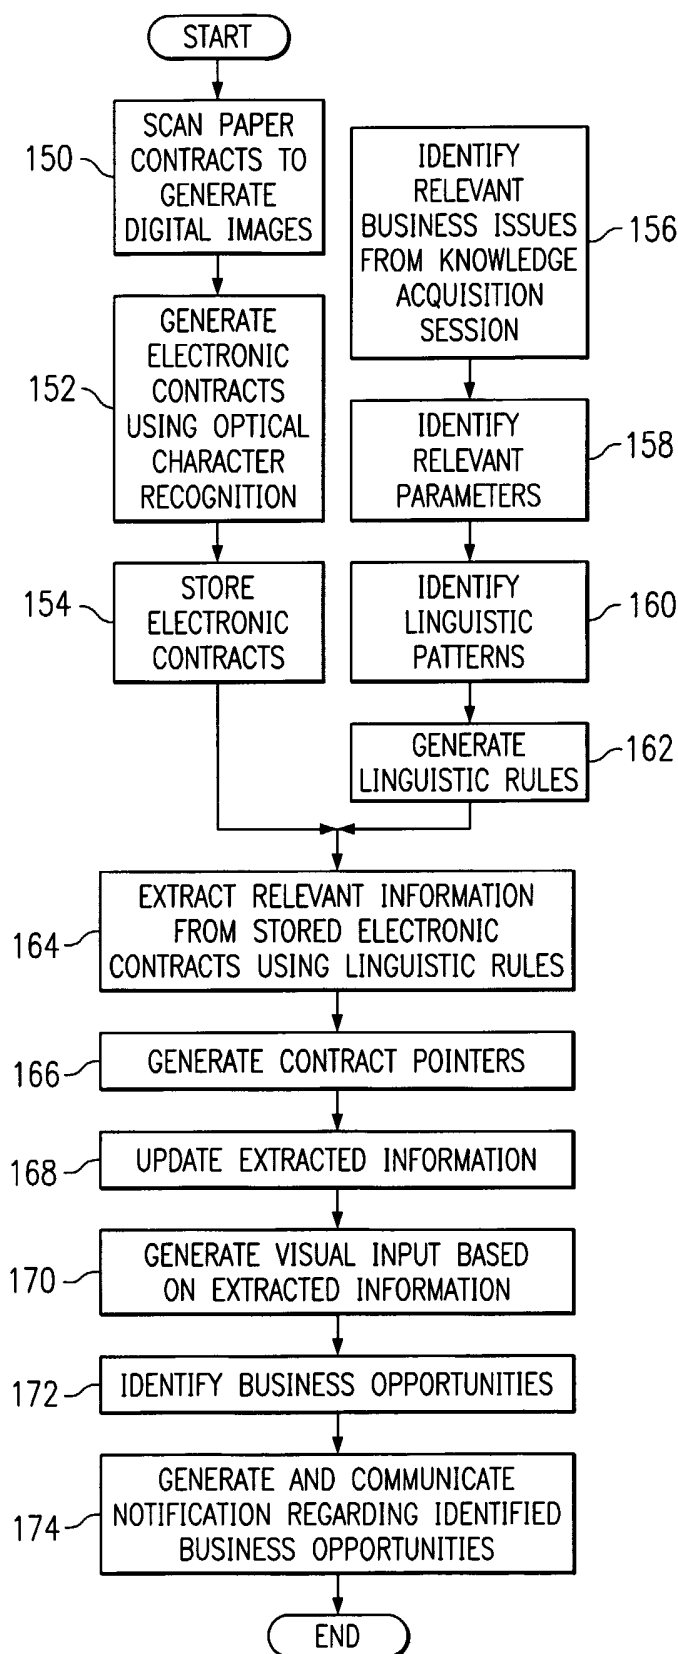 START
150
SCAN PAPER
CONTRACTS TO
GENERATE
DIGITAL IMAGES
152
GENERATE
ELECTRONIC
CONTRACTS
USING OPTICAL
CHARACTER
RECOGNITION
154
STORE
ELECTRONIC
CONTRACTS
IDENTIFY
RELEVANT
BUSINESS ISSUES
FROM KNOWLEDGE
ACQUISITION
SESSION
156
IDENTIFY
RELEVANT
PARAMETERS
158
IDENTIFY
LINGUISTIC
PATTERNS
160
GENERATE
LINGUISTIC RULES
162
164
EXTRACT RELEVANT INFORMATION
FROM STORED ELECTRONIC
CONTRACTS USING LINGUISTIC RULES
166
GENERATE CONTRACT POINTERS
168
UPDATE EXTRACTED INFORMATION
170
GENERATE VISUAL INPUT BASED
ON EXTRACTED INFORMATION
172
IDENTIFY BUSINESS OPPORTUNITIES
174
GENERATE AND COMMUNICATE
NOTIFICATION REGARDING IDENTIFIED
BUSINESS OPPORTUNITIES
END